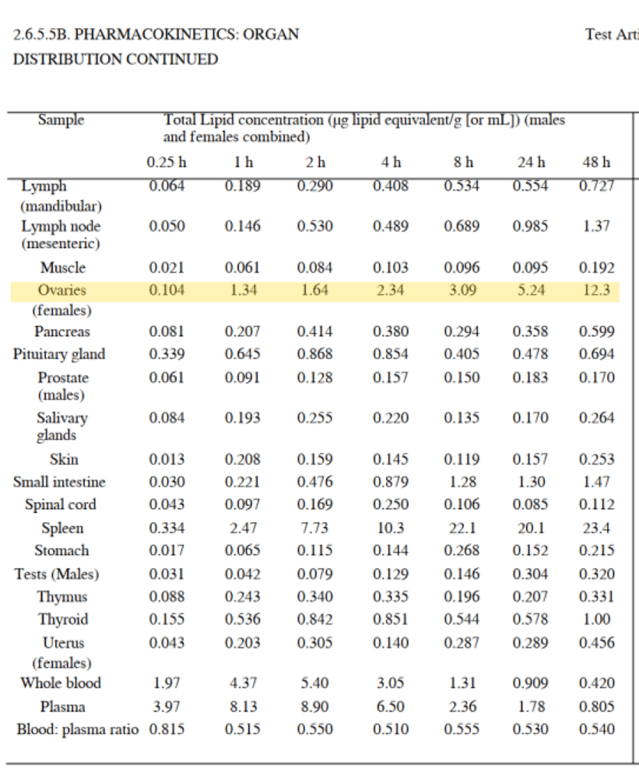 2.6.5.5B. PHARMACOKINETICS: ORGAN
DISTRIBUTION CONTINUED
Test
Sample Total Lipid concentration (µg lipid equivalent/g [or mL]) (males
and females combined)
0.25 h 1 h 2 h 4 h 8 h 24 h 48 h
Lymph 0.064 0.189 0.290 0.408 0.534 0.554 0.727
(mandibular)
Lymph node 0.050 0.146 0.530 0.489 0.689 0.985 1.37
(mesenteric)
Muscle 0.021 0.061 0.084 0.103 0.096 0.095 0.192
Ovaries 0.104 1.34 1.64 2.34 3.09 5.24 12.3
(females)
Pancreas 0.081 0.207 0.414 0.380 0.294 0.358 0.599
Pituitary gland 0.339 0.645 0.868 0.854 0.405 0.478 0.694
Prostate 0.061 0.091 0.128 0.157 0.150 0.183 0.170
(males)
Salivary 0.084 0.193 0.255 0.220 0.135 0.170 0.264
glands
Skin 0.013 0.208 0.159 0.145 0.119 0.157 0.253
Small intestine 0.030 0.221 0.476 0.879 1.28 1.30 1.47
Spinal cord 0.043 0.097 0.169 0.250 0.106 0.085 0.112
Spleen 0.334 2.47 7.73 10.3 22.1 20.1 23.4
Stomach 0.017 0.065 0.115 0.144 0.268 0.152 0.215
Tests (Males) 0.031 0.042 0.079 0.129 0.146 0.304 0.320
Thymus 0.088 0.243 0.340 0.335 0.196 0.207 0.331
Thyroid 0.155 0.536 0.842 0.851 0.544 0.578 1.00
Uterus 0.043 0.203 0.305 0.140 0.287 0.289 0.456
(females)
Whole blood 1.97 4.37 5.40 3.05 1.31 0.909 0.420
Plasma 3.97 8.13 8.90 6.50 2.36 1.78 0.805
Blood: plasma ratio 0.815 0.515 0.550 0.510 0.555 0.530 0.540